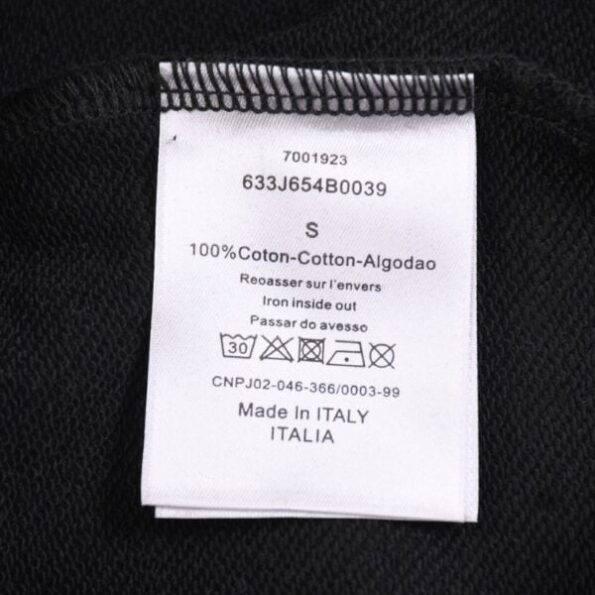 7001923
633J654B0039
S
100%Coton-Cotton-Algodao
Reoasser sur l'envers
Iron inside out
Passar do avesso
30
CNPJ02-046-366/0003-99
Made In ITALY
ITALIA